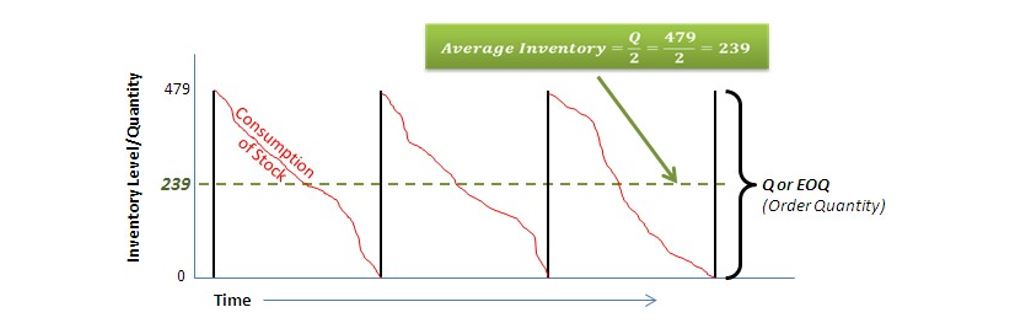 Average Inventory = Q/2 = 479/2 = 239
Inventory Level/Quantity
479
239
0
Consumption
of Stock
Q or EOQ
(Order Quantity)
Time